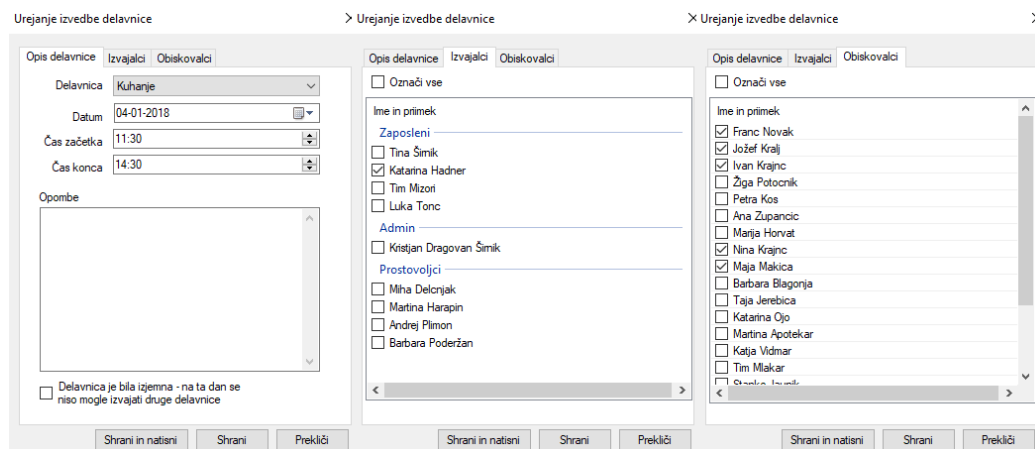 Urejanje izvedbe delavnice
Opis delavnice Izvajalci Obiskovalci
Delavnica Kuhanje
Datum 04-01-2018
Čas začetka 11:30
Čas konca 14:30
Opombe
Delavnica je bila izjemna - na ta dan se
niso mogle izvajati druge delavnice
Shrani in natisni Shrani Prekliči
Urejanje izvedbe delavnice
Opis delavnice Izvajalci Obiskovalci
Označi vse
Ime in priimek
Zaposleni
Tina Širnik
Katarina Hadner
Tim Mizori
Luka Tonc
Admin
Kristjan Dragovan Širnik
Prostovoljci
Miha Delcnjak
Martina Harapin
Andrej Plimon
Barbara Poderžan
Shrani in natisni Shrani Prekliči
Urejanje izvedbe delavnice
Opis delavnice Izvajalci Obiskovalci
Označi vse
Ime in priimek
Franc Novak
Jožef Kralj
Ivan Krajnc
Žiga Potocnik
Petra Kos
Ana Zupancic
Marija Horvat
Nina Krajnc
Maja Makica
Barbara Blagonja
Taja Jerebica
Katarina Ojo
Martina Apotekar
Katja Vidmar
Tim Mlakar
Shrani in natisni Shrani Prekliči